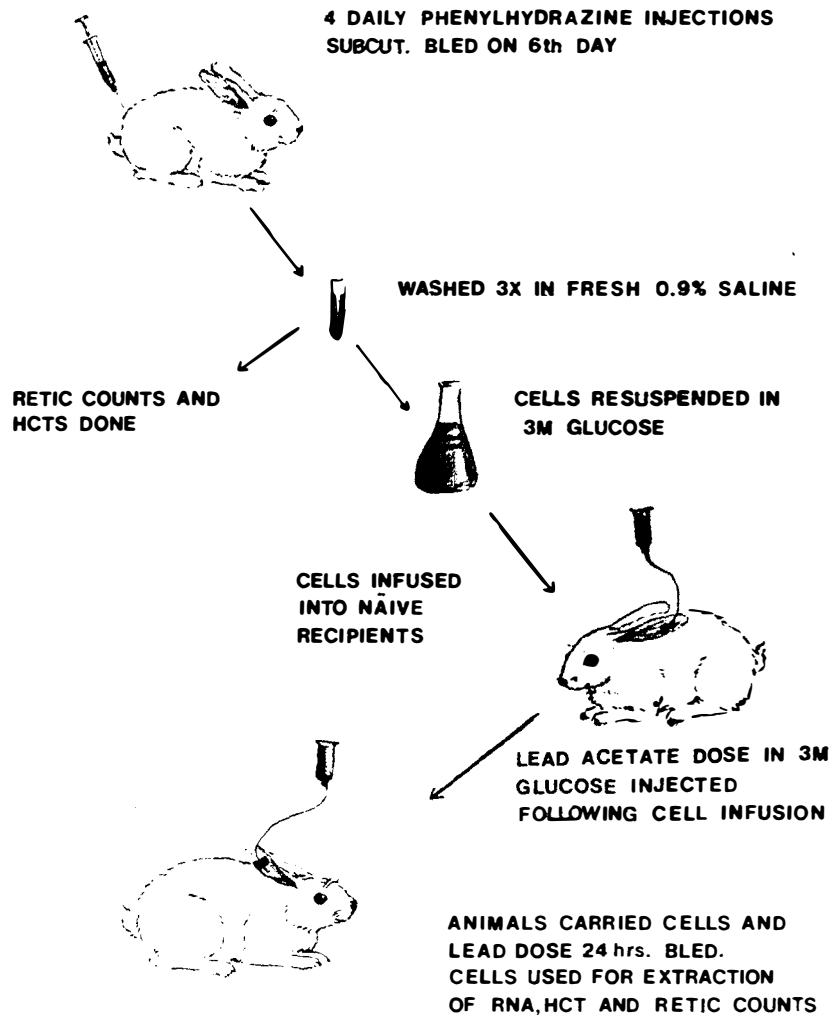 4 DAILY PHENYLHYDRAZINE INJECTIONS
SUBCUT. BLED ON 6th DAY
WASHED 3X IN FRESH 0.9% SALINE
RETIC COUNTS AND
HCTS DONE
CELLS RESUSPENDED IN
3M GLUCOSE
CELLS INFUSED
INTO NÄIVE
RECIPIENTS
LEAD ACETATE DOSE IN 3M
GLUCOSE INJECTED
FOLLOWING CELL INFUSION
ANIMALS CARRIED CELLS AND
LEAD DOSE 24 hrs. BLED.
CELLS USED FOR EXTRACTION
OF RNA, HCT AND RETIC COUNTS